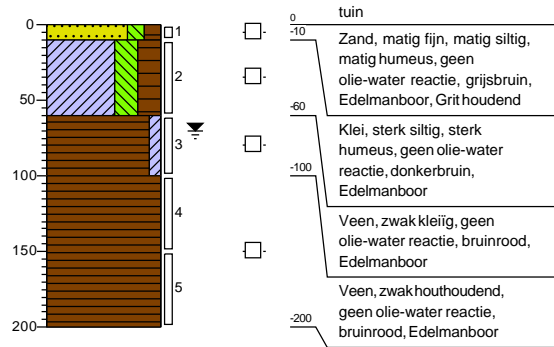 0
50
100
150
200
1
2
3
4
5
0
tuin
-10
Zand, matig fijn, matig siltig,
matig humeus, geen
olie-water reactie, grijsbruin,
Edelmanboor, Grit houdend
-60
Klei, sterk siltig, sterk
humeus, geen olie-water
reactie, donkerbruin,
Edelmanboor
-100
Veen, zwak kleiïg, geen
olie-water reactie, bruinrood,
Edelmanboor
Veen, zwak houthoudend,
geen olie-water reactie,
bruinrood, Edelmanboor
-200